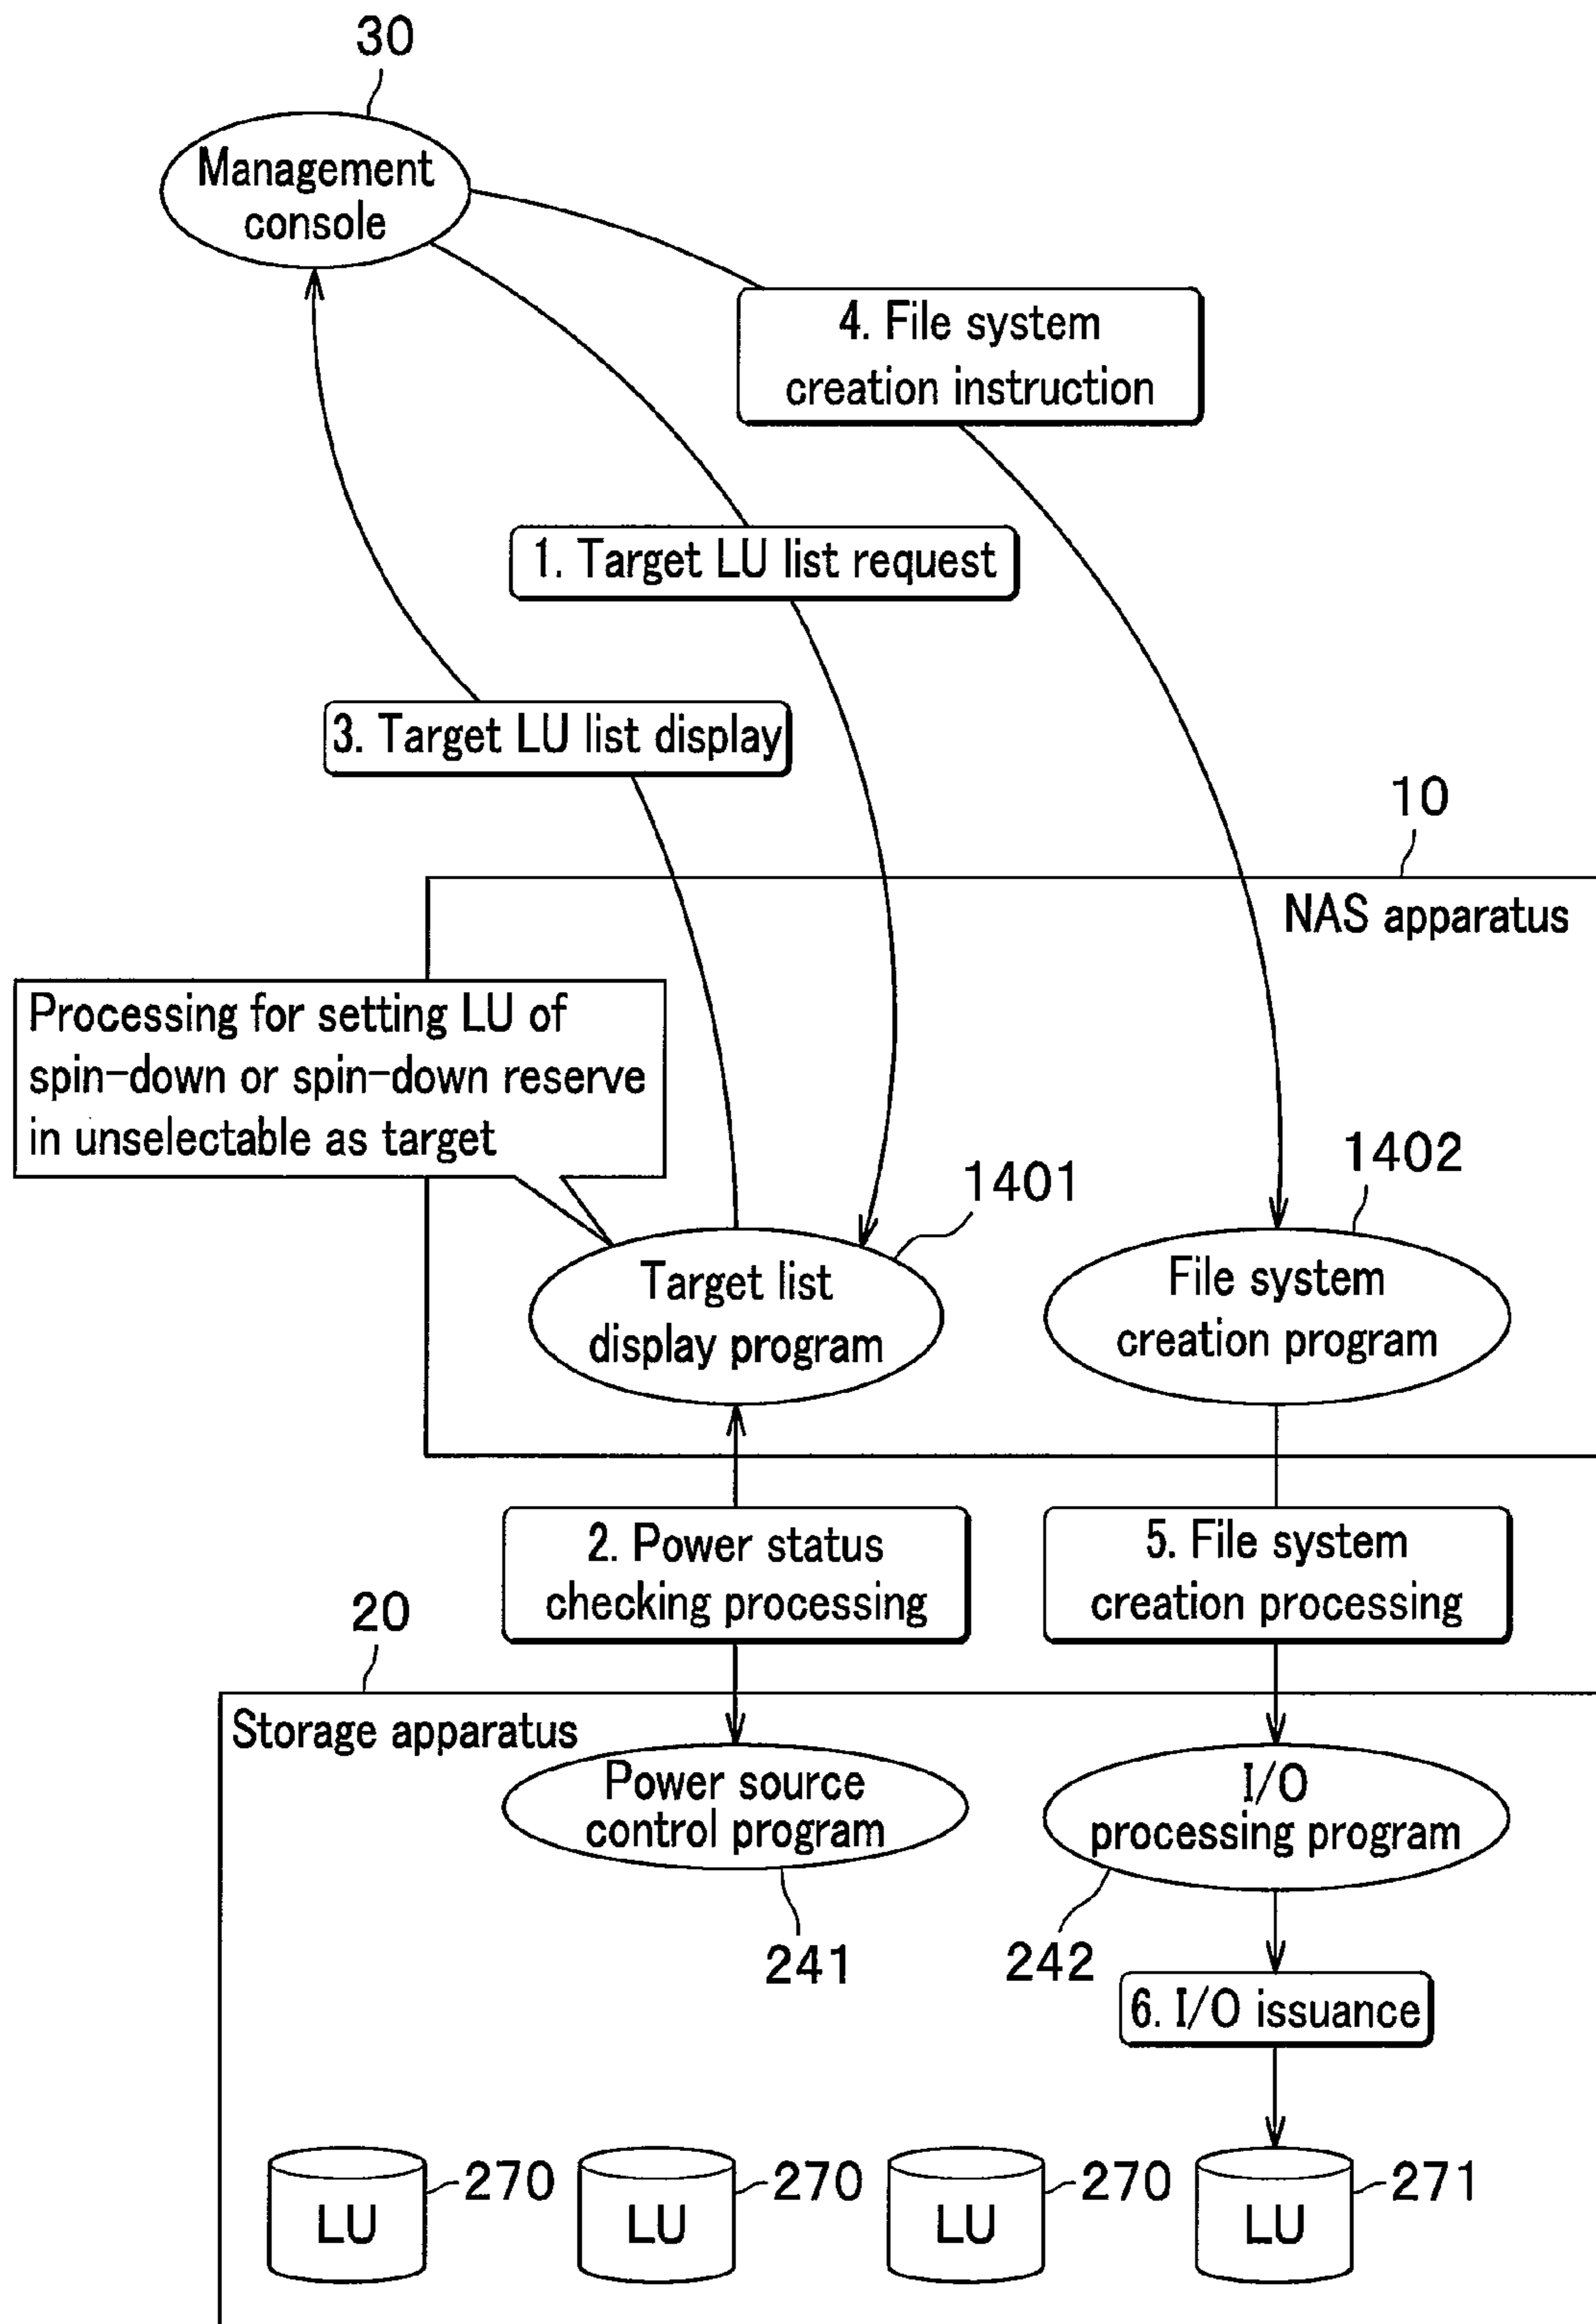 30
Management
console
4. File system
creation instruction
1. Target LU list request
3. Target LU list display
10
NAS apparatus
Processing for setting LU of
spin-down or spin-down reserve
in unselectable as target
1401
1402
Target list
display program
File system
creation program
2. Power status
checking processing
5. File system
creation processing
20
Storage apparatus
Power source
control program
I/O
processing program
241
242
6. I/O issuance
LU
270
LU
270
LU
270
LU
271